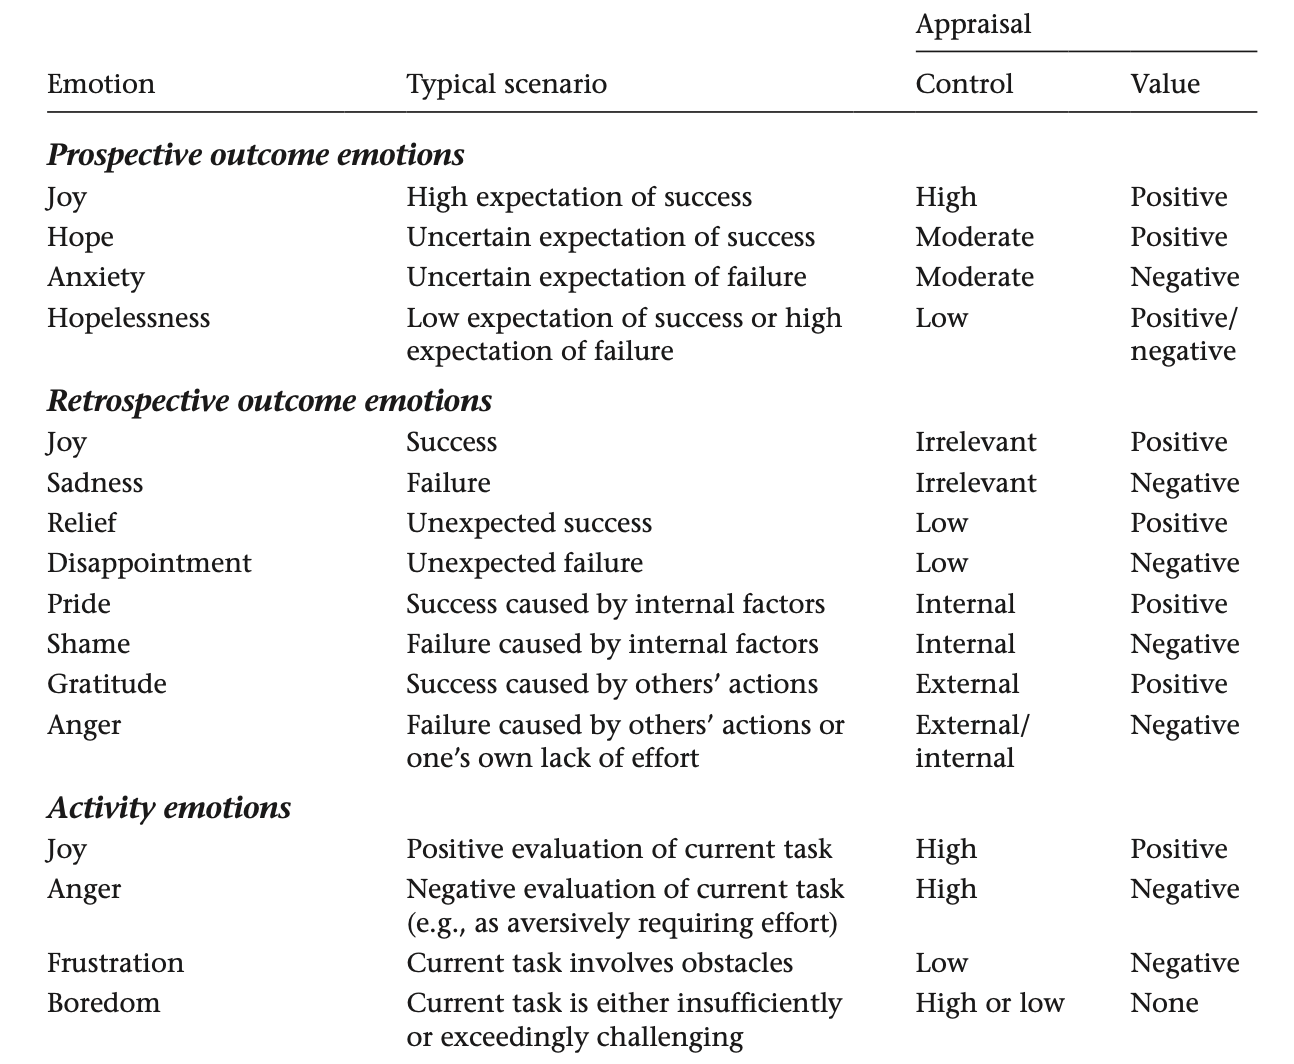 Appraisal
Emotion Typical scenario Control Value
Prospective outcome emotions
Joy High expectation of success High Positive
Hope Uncertain expectation of success Moderate Positive
Anxiety Uncertain expectation of failure Moderate Negative
Hopelessness Low expectation of success or high Low Positive/
expectation of failure negative
Retrospective outcome emotions
Joy Success Irrelevant Positive
Sadness Failure Irrelevant Negative
Relief Unexpected success Low Positive
Disappointment Unexpected failure Low Negative
Pride Success caused by internal factors Internal Positive
Shame Failure caused by internal factors Internal Negative
Gratitude Success caused by others’ actions External Positive
Anger Failure caused by others’ actions or External/ Negative
one’s own lack of effort internal
Activity emotions
Joy Positive evaluation of current task High Positive
Anger Negative evaluation of current task High Negative
(e.g., as aversively requiring effort)
Frustration Current task involves obstacles Low Negative
Boredom Current task is either insufficiently High or low None
or exceedingly challenging